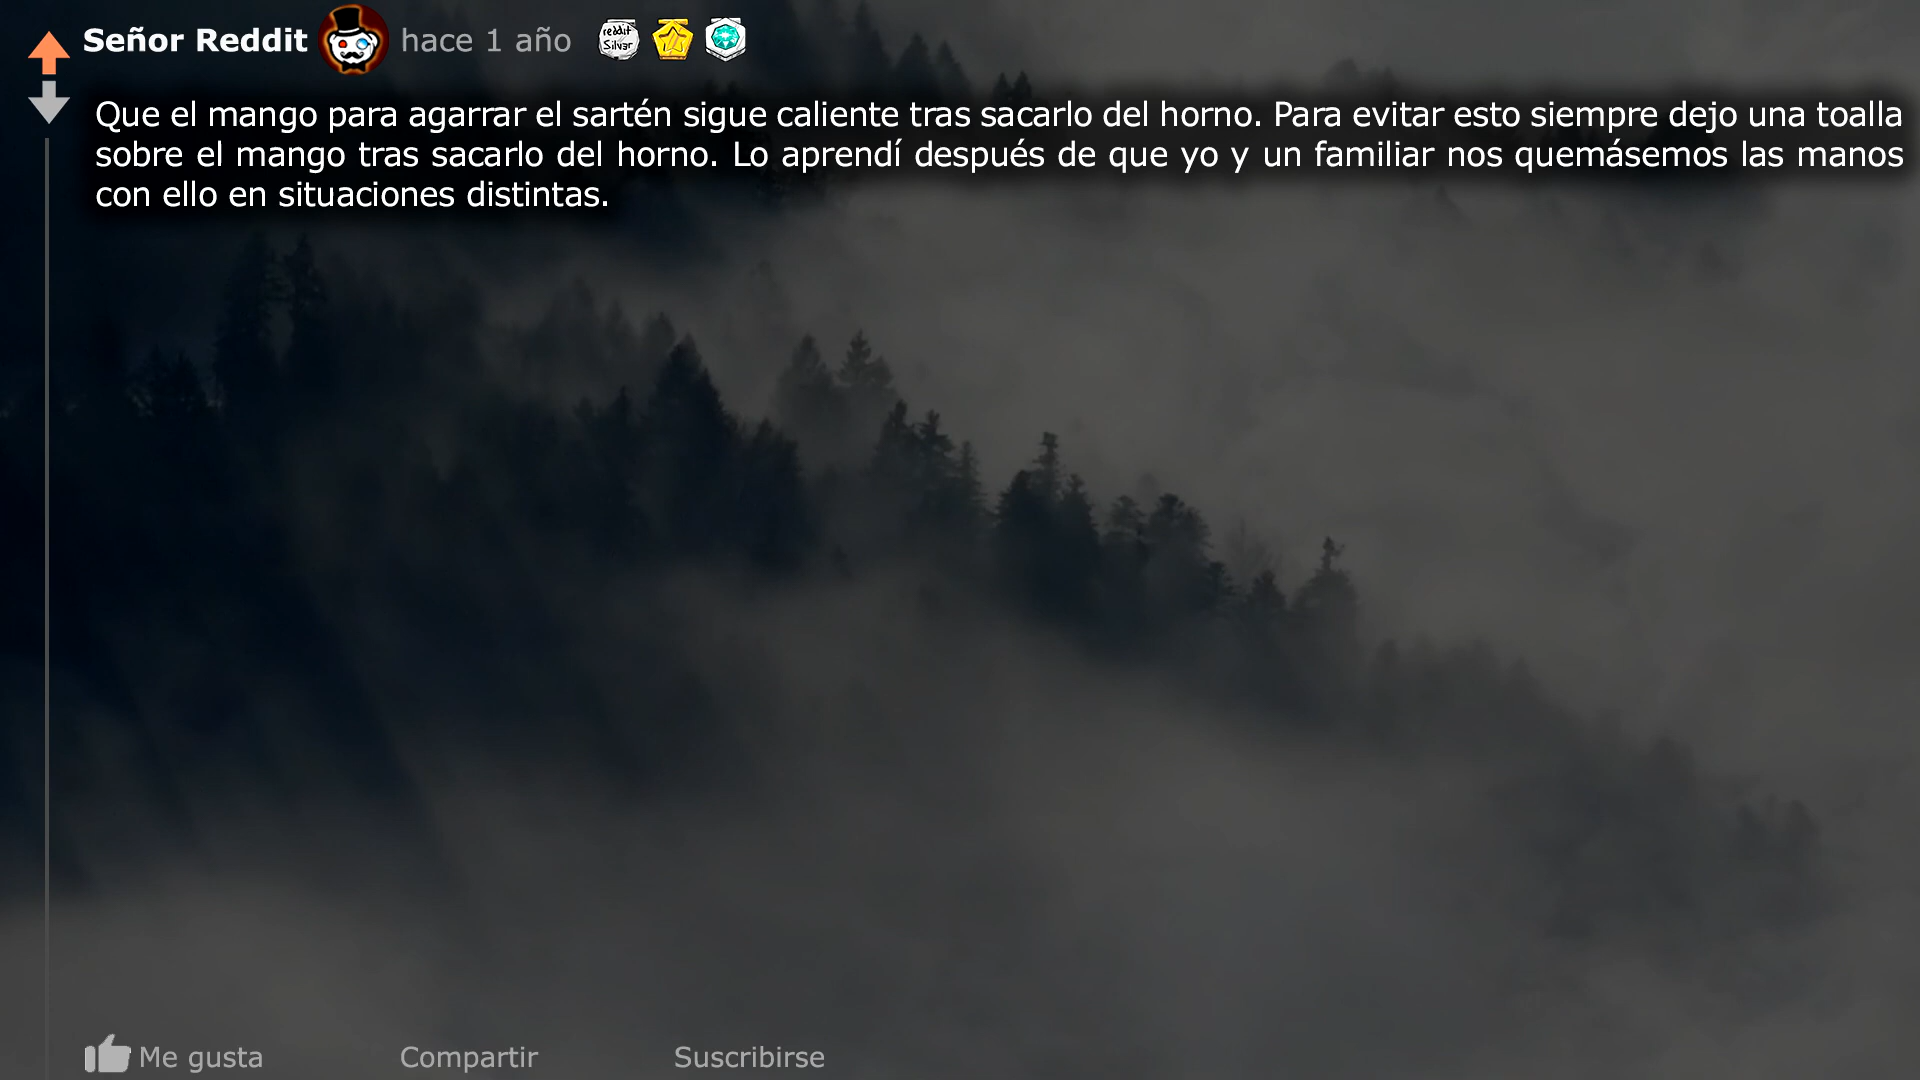 Señor Reddit hace 1 año reddit Silver
Que el mango para agarrar el sartén sigue caliente tras sacarlo del horno. Para evitar esto siempre dejo una toalla
sobre el mango tras sacarlo del horno. Lo aprendí después de que yo y un familiar nos quemásemos las manos
con ello en situaciones distintas.
Me gusta Compartir Suscribirse